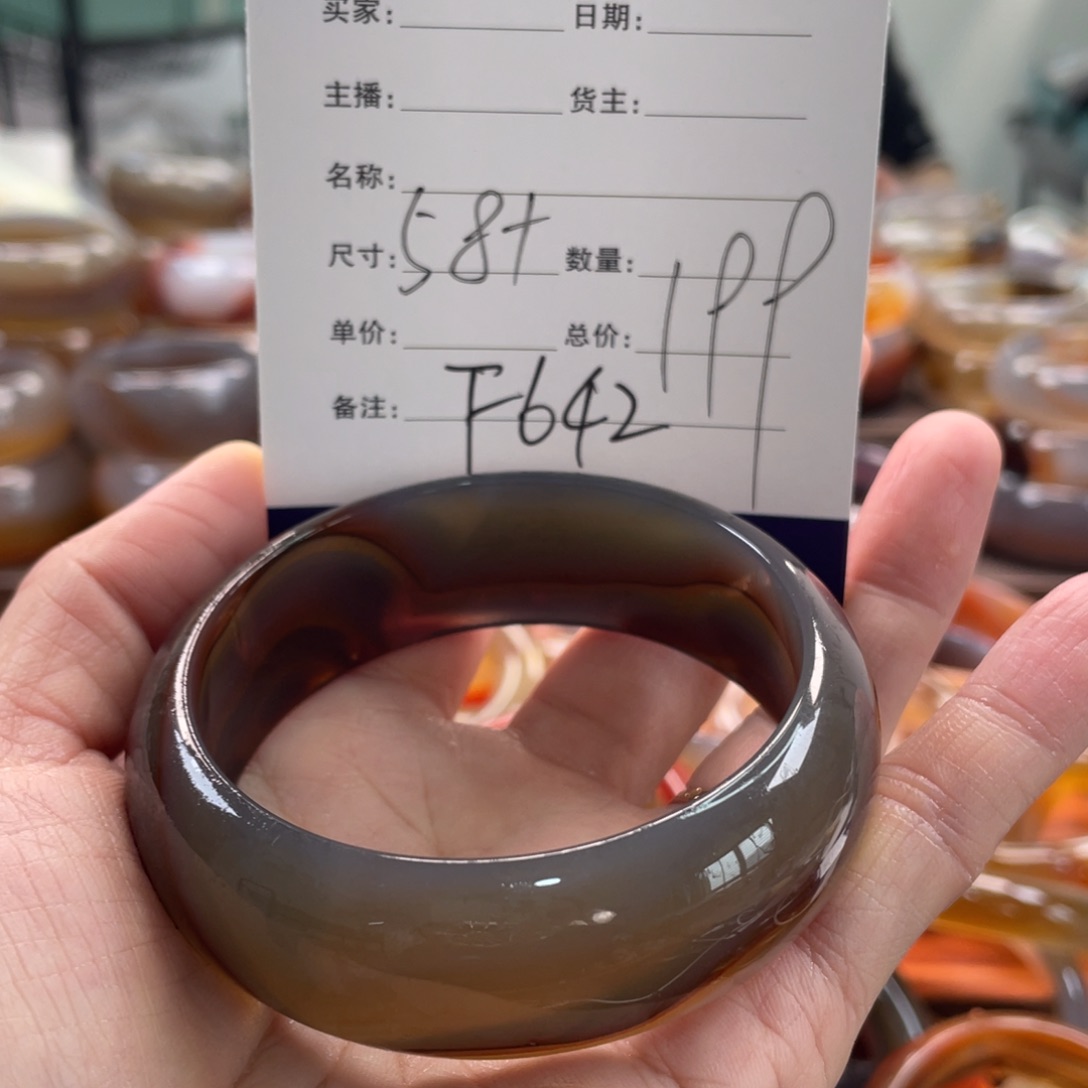 买家: 日期:
主播: 货主:
名称:
尺寸: 58+ 数量:
单价: 总价: 199
备注: F642